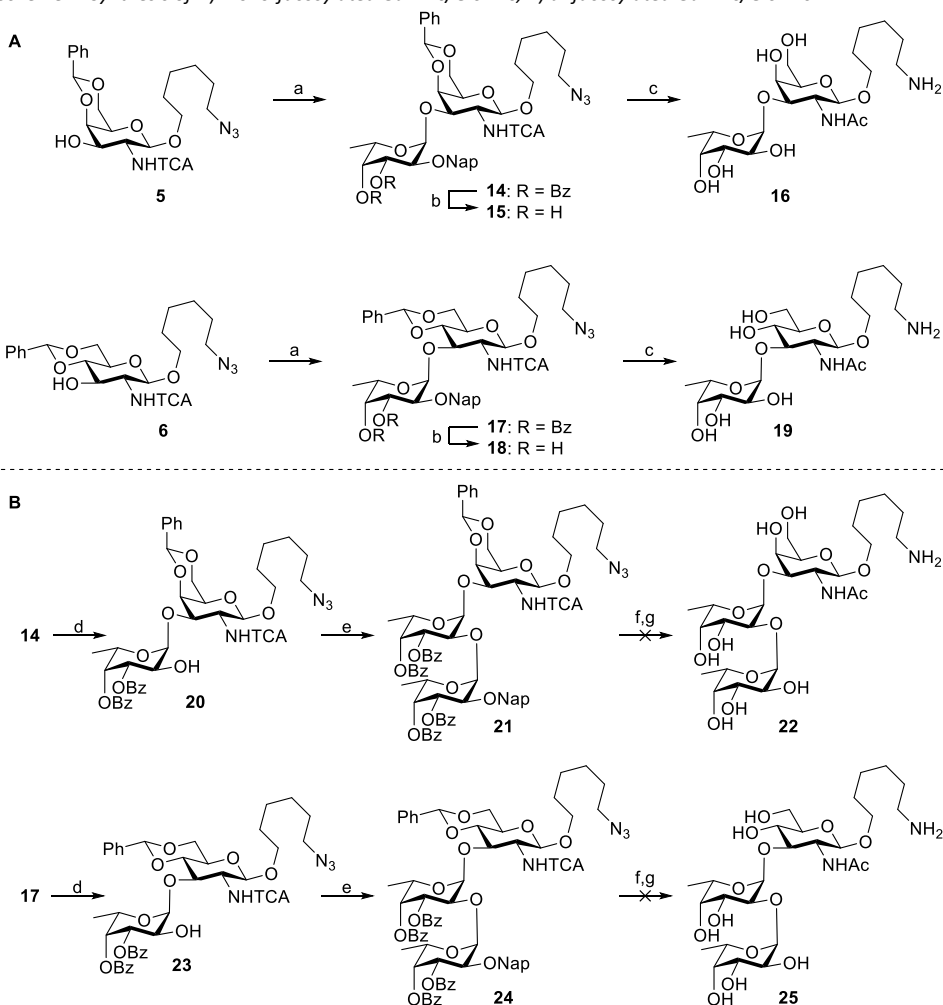 A
Ph
O
O
O
HO
O
NHTCA
N3
5
a
Ph
O
O
O
O
O
NHTCA
N3
O
ONap
OR
OR
14: R = Bz
b
15: R = H
c
OH
OH
O
O
O
NHAc
NH2
O
OH
OH
OH
16
Ph
O
O
O
HO
O
NHTCA
N3
6
a
Ph
O
O
O
O
O
NHTCA
N3
O
ONap
OR
OR
17: R = Bz
b
18: R = H
c
HO
HO
O
O
O
NHAc
NH2
O
OH
OH
OH
19
B
14
d
Ph
O
O
O
O
O
NHTCA
N3
O
OH
OBz
OBz
20
e
Ph
O
O
O
O
O
NHTCA
N3
O
O
OBz
OBz
O
ONap
OBz
OBz
21
f,g
OH
OH
O
O
O
NHAc
NH2
O
O
OH
OH
O
OH
OH
OH
22
17
d
Ph
O
O
O
O
O
NHTCA
N3
O
OH
OBz
OBz
23
e
Ph
O
O
O
O
O
NHTCA
N3
O
O
OBz
OBz
O
ONap
OBz
OBz
24
f,g
HO
HO
O
O
O
NHAc
NH2
O
O
OH
OH
O
OH
OH
OH
25